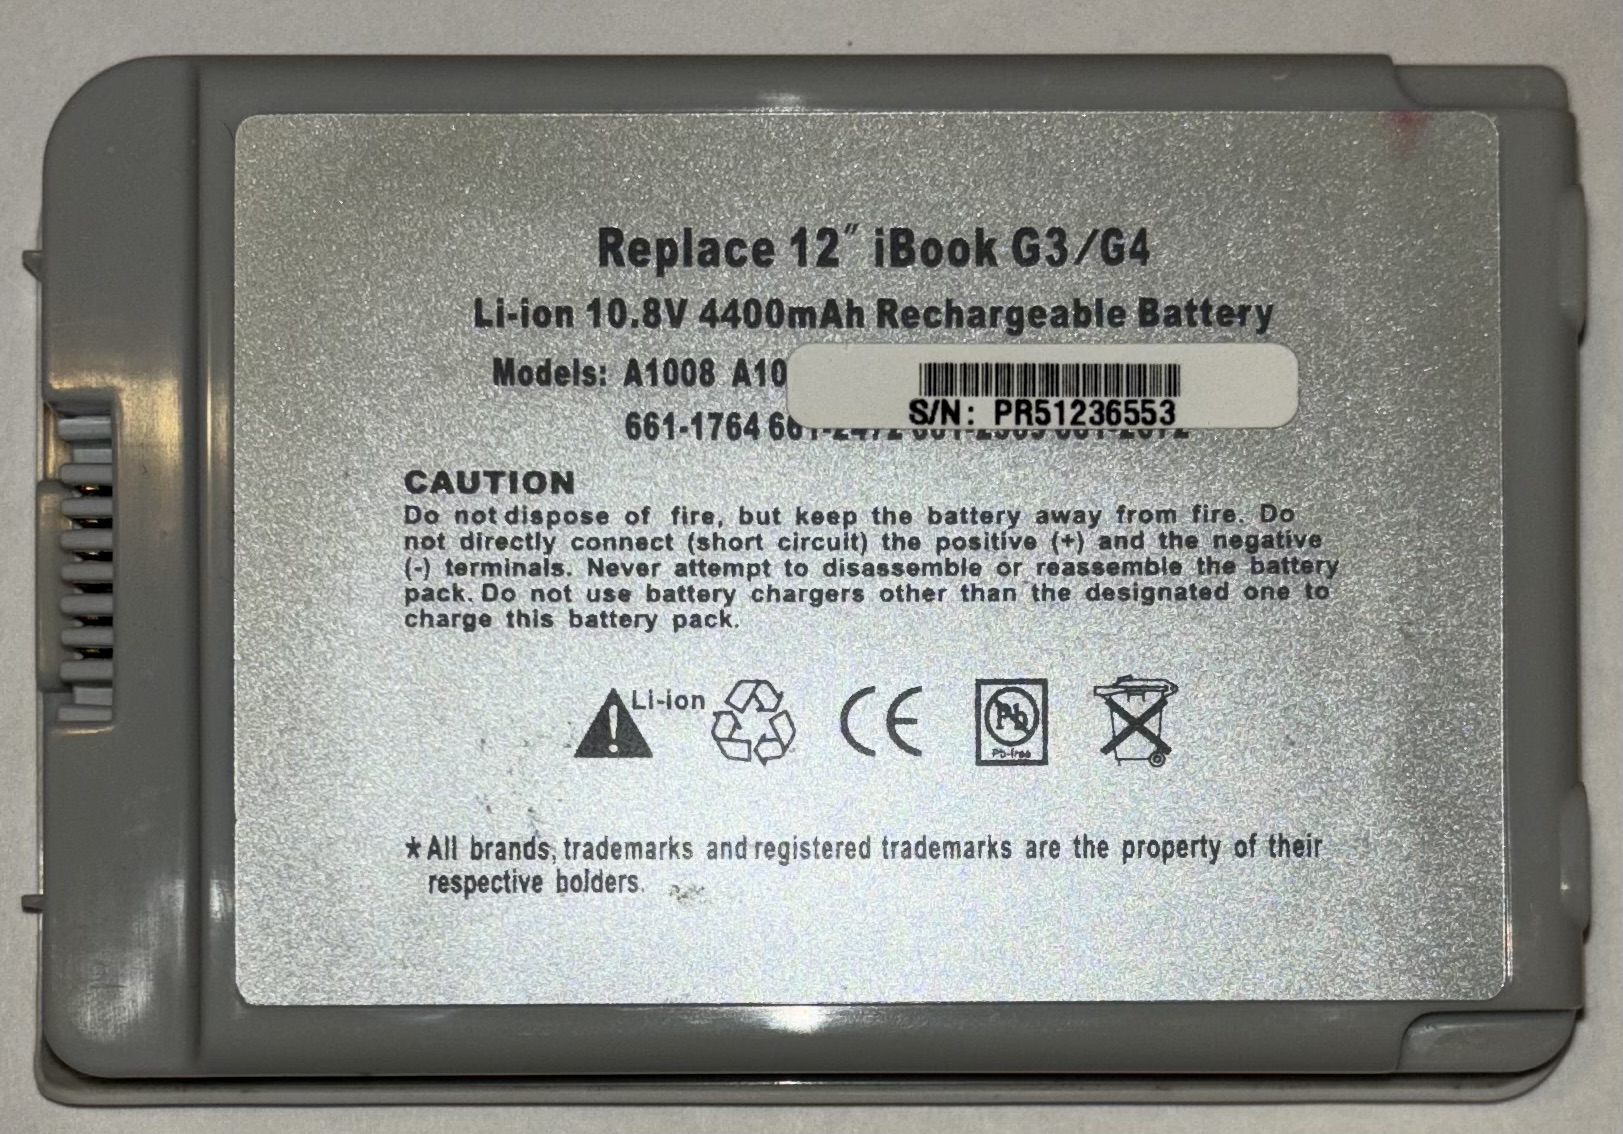 Replace 12″ iBook G3/G4
Li-ion 10.8V 4400mAh Rechargeable Battery
Models: A1008 A10
S/N: PR51236553
661-1764
CAUTION
Do not dispose of fire, but keep the battery away from fire. Do
not directly connect (short circuit) the positive (+) and the negative
(-) terminals. Never attempt to disassemble or reassemble the battery
pack. Do not use battery chargers other than the designated one to
charge this battery pack.
Li-ion
CE
Pb
Pb-free
*All brands, trademarks and registered trademarks are the property of their
respective holders.